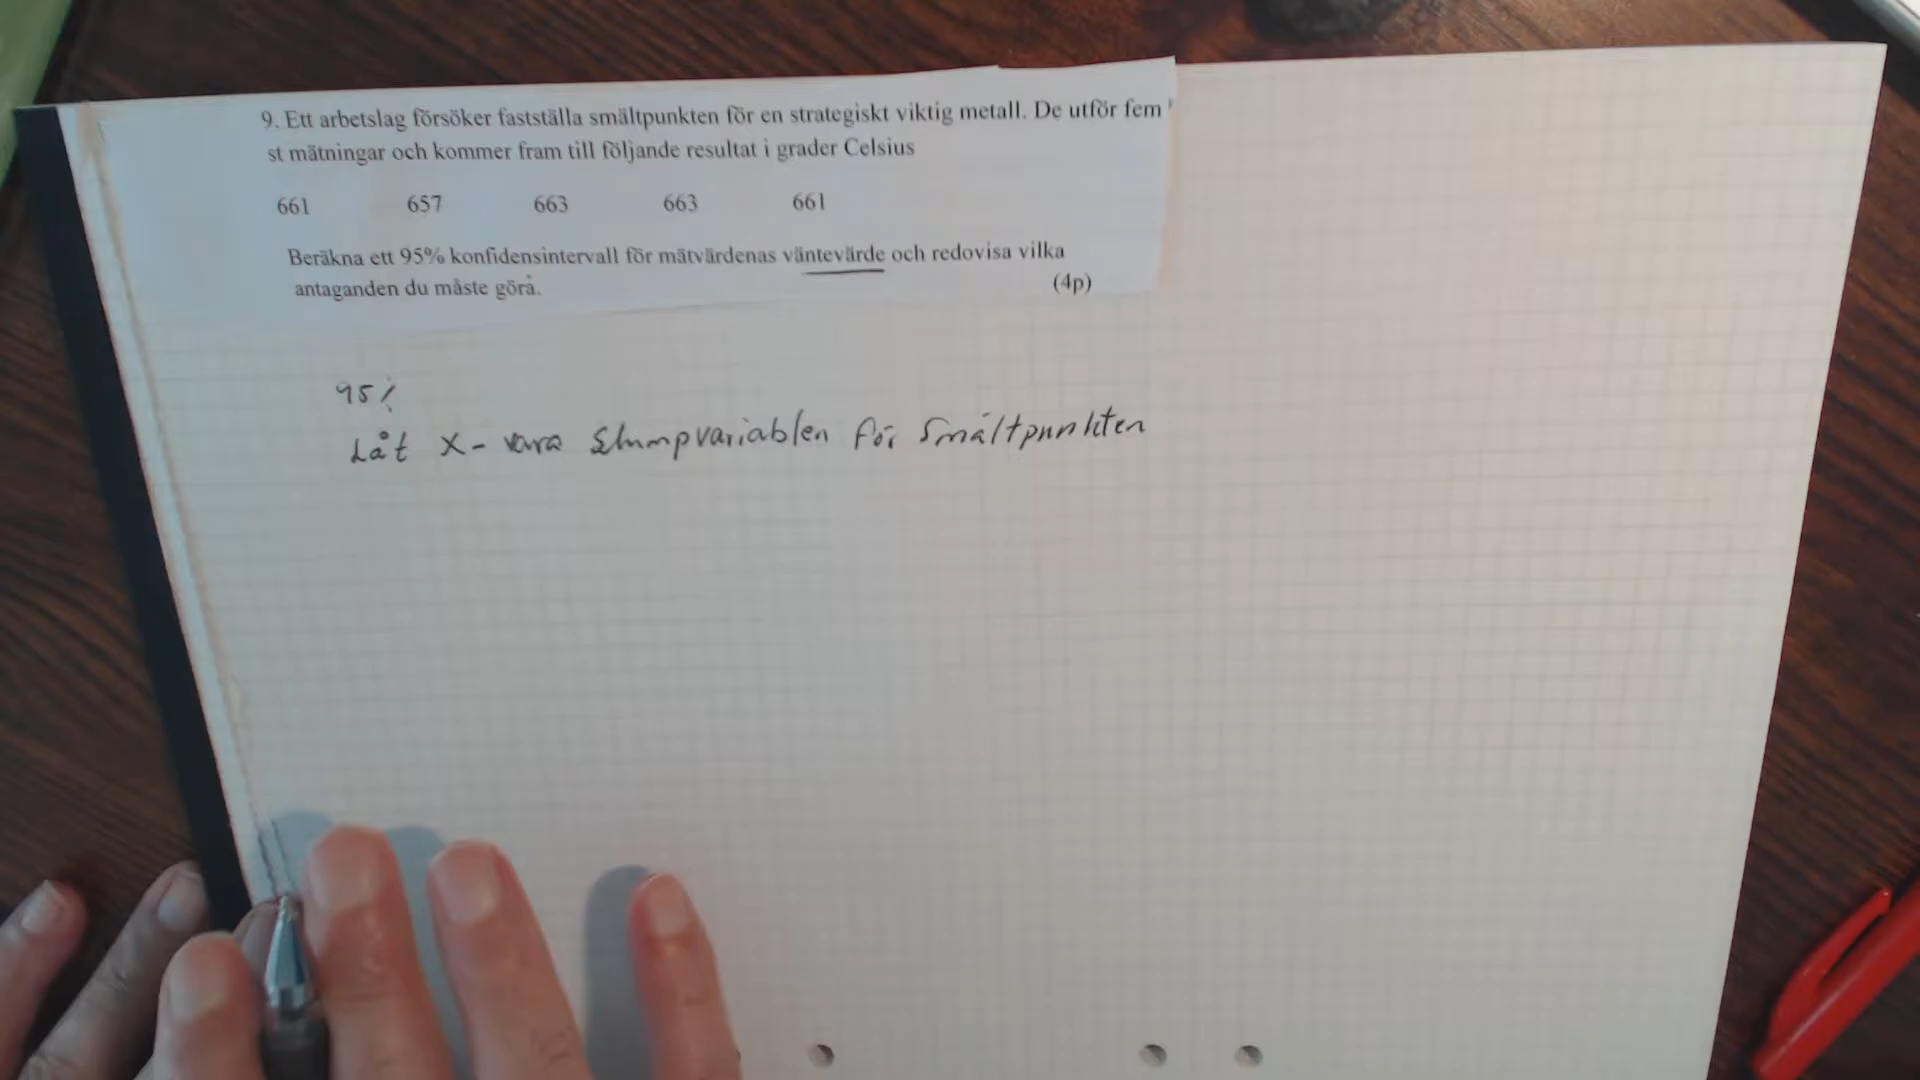 9. Ett arbetslag försöker fastställa smältpunkten för en strategiskt viktig metall. De utför fem
st mätningar och kommer fram till följande resultat i grader Celsius
661 657 663 663 661
Beräkna ett 95% konfidensintervall för mätvärdenas väntevärde och redovisa vilka
antaganden du måste göra. (4p)
95%
Låt X - vara slumpvariablen för smältpunkten